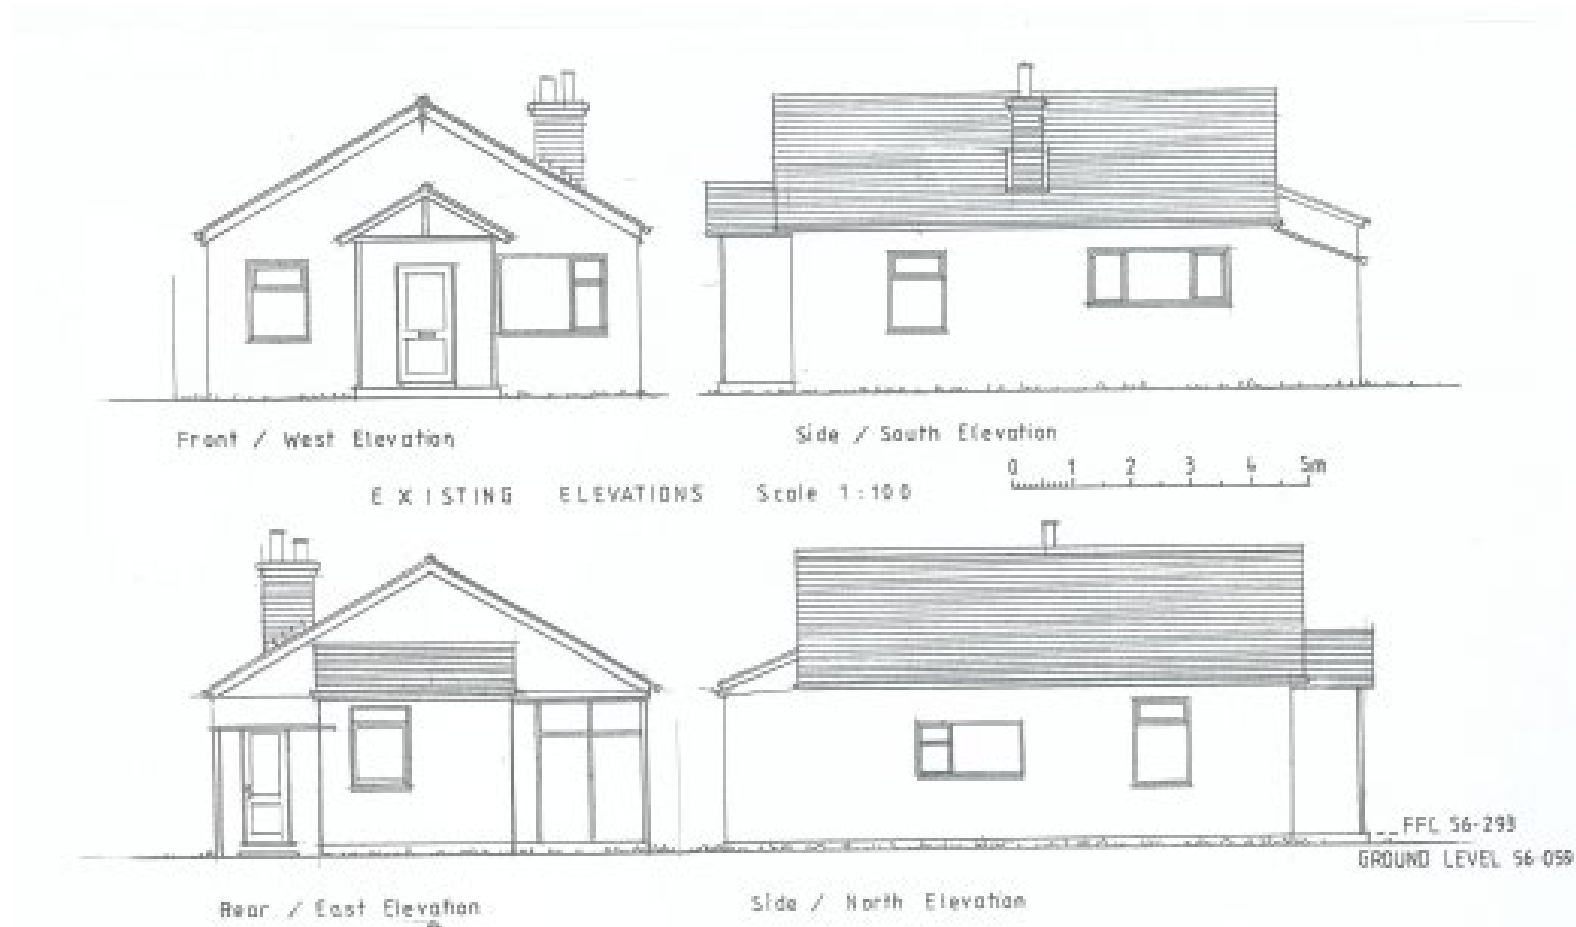 Front / West Elevation
Side / South Elevation
0 1 2 3 4 5m
EXISTING ELEVATIONS Scale 1:100
FFL 56-293
GROUND LEVEL 56-059
Rear / East Elevation
Side / North Elevation